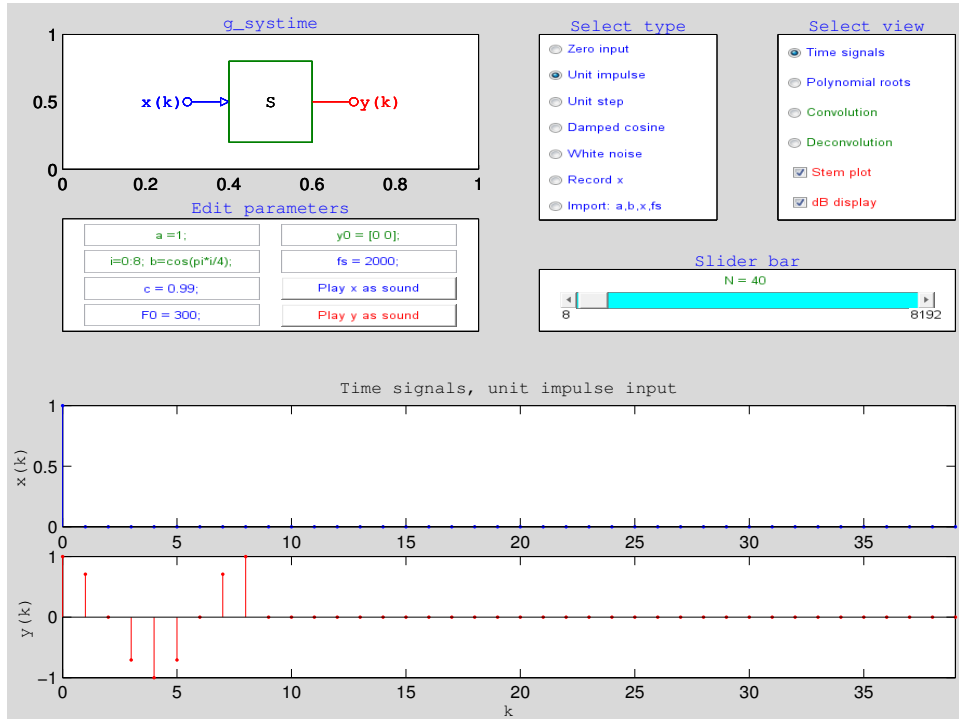 g_systime
1
0.5
0
x(k)
S
y(k)
0
0.2
0.4
0.6
0.8
1
Select type
Zero input
Unit impulse
Unit step
Damped cosine
White noise
Record x
Import: a,b,x,fs
Select view
Time signals
Polynomial roots
Convolution
Deconvolution
Stem plot
dB display
Edit parameters
a =1;
y0 = [0 0];
i=0:8; b=cos(pi*i/4);
fs = 2000;
c = 0.99;
Play x as sound
F0 = 300;
Play y as sound
Slider bar
N = 40
8
8192
Time signals, unit impulse input
x(k)
1
0.5
0
0
5
10
15
20
25
30
35
y(k)
1
0
−1
0
5
10
15
20
25
30
35
k